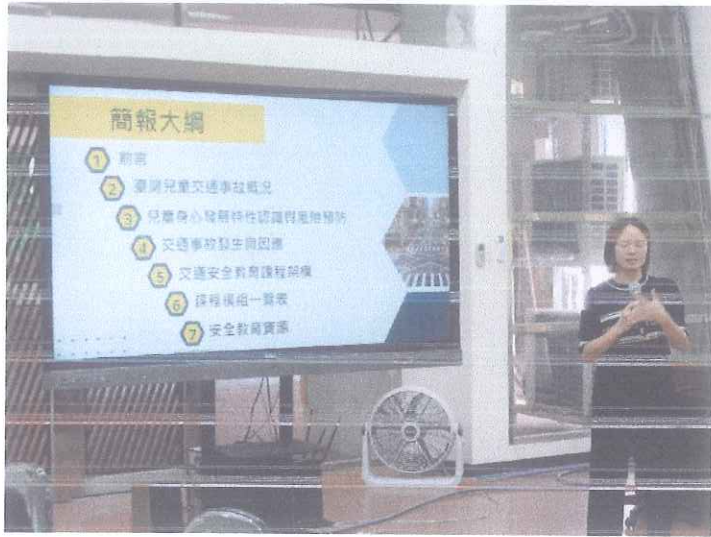 簡報大綱
1 前言
2 臺灣兒童交通事故概況
3 兒童身心發展特性認識與風險預防
4 交通事故發生與因應
5 交通安全教育課程架構
6 課程模組一覽表
7 安全教育資源